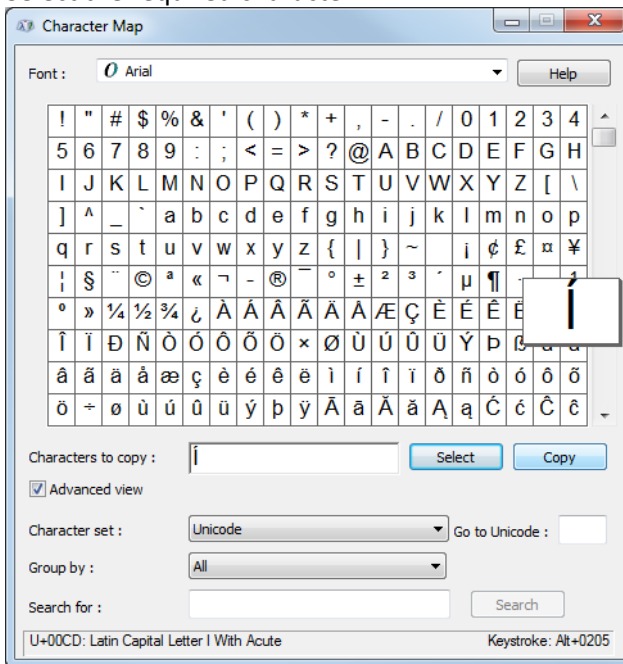 Character Map
Font :
O Arial
Help
! " # $ % & ' ( ) * + , - . / 0 1 2 3 4
5 6 7 8 9 : ; < = > ? @ A B C D E F G H
I J K L M N O P Q R S T U V W X Y Z [ \
] ^ _ ` a b c d e f g h i j k l m n o p
q r s t u v w x y z { | } ~ ¡ ¢ £ ¤ ¥
¦ § ¨ © ª « ¬ - ® ¯ ° ± ² ³ ´ µ ¶
º » ¼ ½ ¾ ¿ À Á Â Ã Ä Å Æ Ç È É Ê Ë Í
Î Ï Ð Ñ Ò Ó Ô Õ Ö × Ø Ù Ú Û Ü Ý Þ ß
â ã ä å æ ç è é ê ë ì í î ï ð ñ ò ó ô õ
ö ÷ ø ù ú û ü ý þ ÿ Ā ā Ă ă Ą ą Ć ć Ĉ ĉ
Characters to copy :
Í
Select
Copy
Advanced view
Character set :
Unicode
Go to Unicode :
Group by :
All
Search for :
Search
U+00CD: Latin Capital Letter I With Acute
Keystroke: Alt+0205